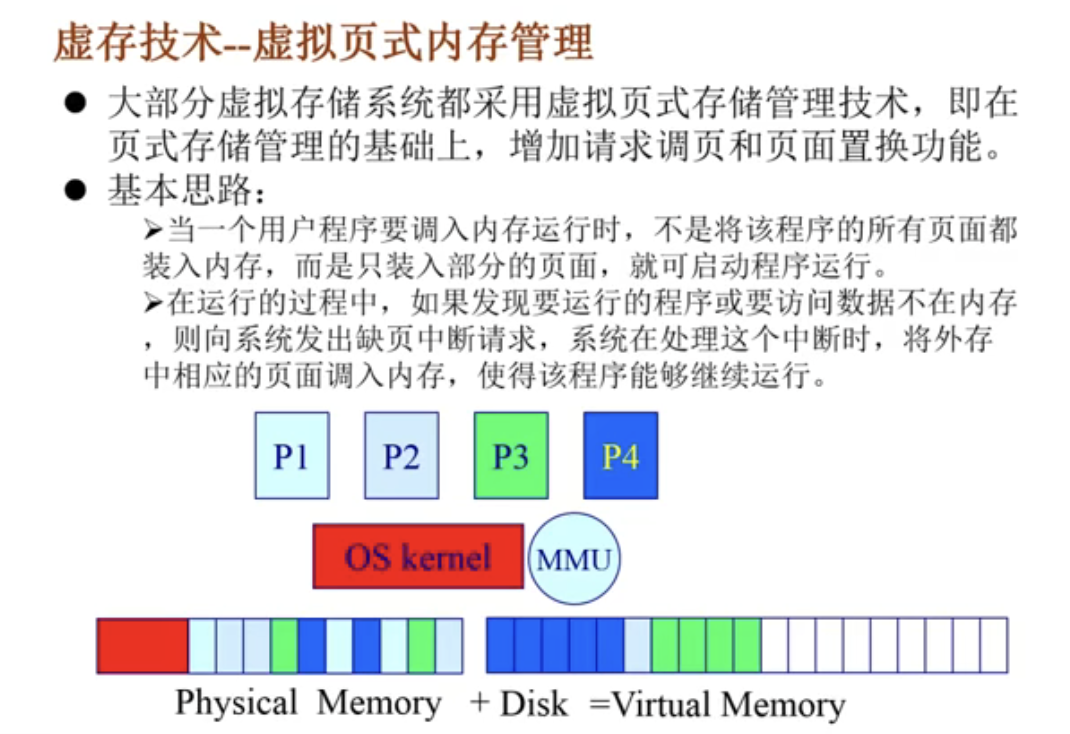 虚存技术--虚拟页式内存管理
● 大部分虚拟存储系统都采用虚拟页式存储管理技术，即在
页式存储管理的基础上，增加请求调页和页面置换功能。
● 基本思路：
➢当一个用户程序要调入内存运行时，不是将该程序的所有页面都
装入内存，而是只装入部分的页面，就可启动程序运行。
➢在运行的过程中，如果发现要运行的程序或要访问数据不在内存
，则向系统发出缺页中断请求，系统在处理这个中断时，将外存
中相应的页面调入内存，使得该程序能够继续运行。
P1 P2 P3 P4
OS kernel MMU
Physical Memory + Disk =Virtual Memory